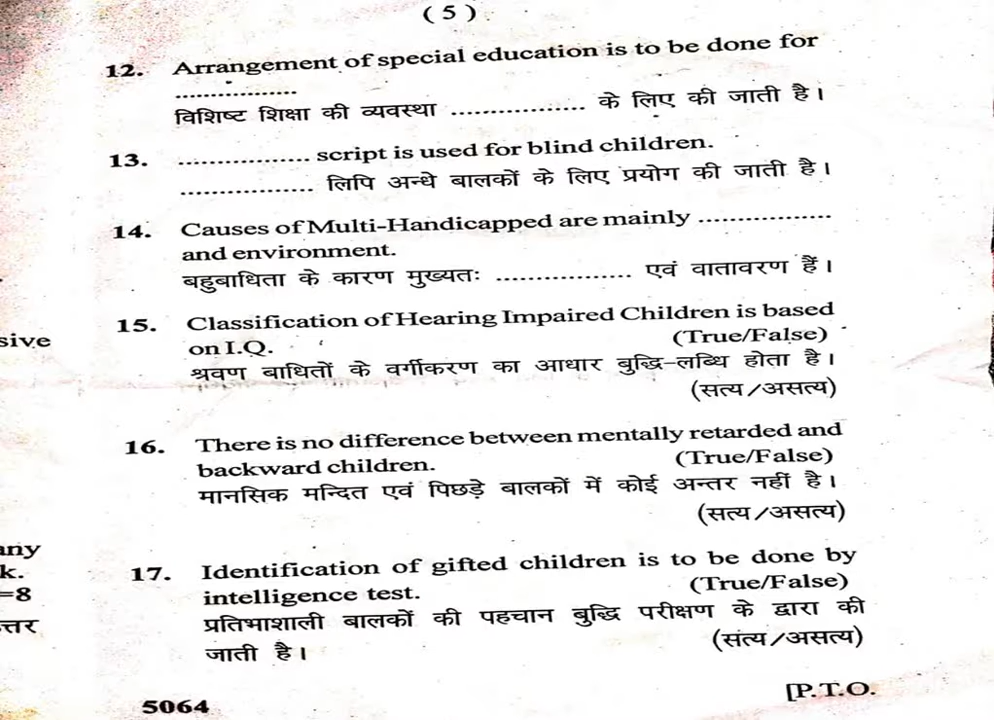 ( 5 )
12. Arrangement of special education is to be done for
..................
विशिष्ट शिक्षा की व्यवस्था .................. के लिए की जाती है।
13. .................. script is used for blind children.
.................. लिपि अन्धे बालकों के लिए प्रयोग की जाती है।
14. Causes of Multi-Handicapped are mainly ..................
and environment.
बहुबाधिता के कारण मुख्यतः .................. एवं वातावरण हैं।
15. Classification of Hearing Impaired Children is based
on I.Q. (True/False)
श्रवण बाधितों के वर्गीकरण का आधार बुद्धि-लब्धि होता है।
(सत्य/असत्य)
16. There is no difference between mentally retarded and
backward children. (True/False)
मानसिक मन्दित एवं पिछड़े बालकों में कोई अन्तर नहीं है।
(सत्य/असत्य)
17. Identification of gifted children is to be done by
intelligence test. (True/False)
प्रतिभाशाली बालकों की पहचान बुद्धि परीक्षण के द्वारा की
जाती है। (सत्य/असत्य)
5064 [P.T.O.
sive
any
k.
=8
त्तर